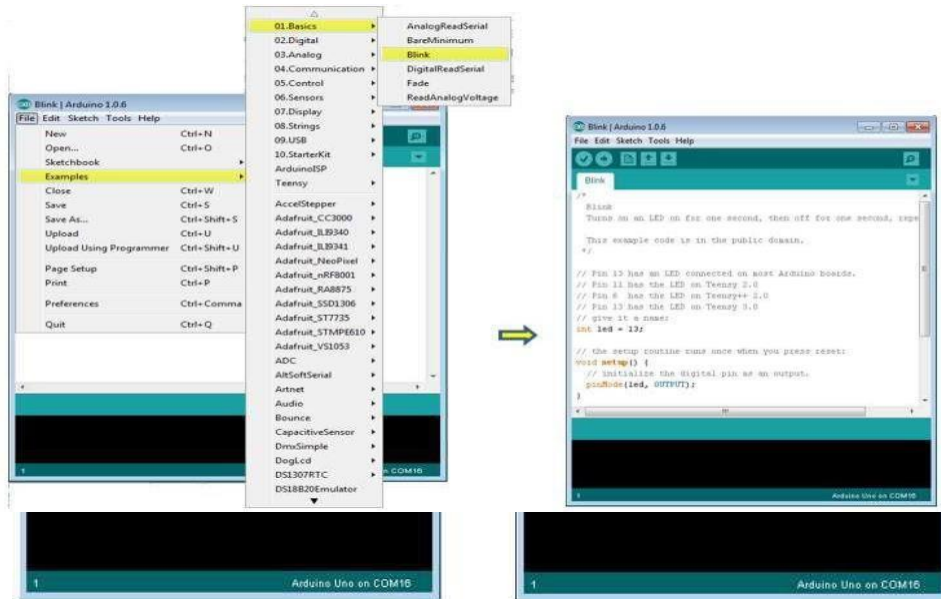 01.Basics
02.Digital
03.Analog
04.Communication
05.Control
06.Sensors
07.Display
08.Strings
09.USB
10.StarterKit
ArduinoISP
Teensy
AccelStepper
Adafruit_CC3000
Adafruit_ILI9340
Adafruit_ILI9341
Adafruit_NeoPixel
Adafruit_nRF8001
Adafruit_RA8875
Adafruit_SSD1306
Adafruit_ST7735
Adafruit_STMPE610
Adafruit_VS1053
ADC
AltSoftSerial
Artnet
Audio
Bounce
CapacitiveSensor
DmxSimple
DogLcd
DS1307RTC
DS18B20Emulator
AnalogReadSerial
BareMinimum
Blink
DigitalReadSerial
Fade
ReadAnalogVoltage
Blink | Arduino 1.0.6
File Edit Sketch Tools Help
New Ctrl+N
Open... Ctrl+O
Sketchbook
Examples
Close Ctrl+W
Save Ctrl+S
Save As... Ctrl+Shift+S
Upload Ctrl+U
Upload Using Programmer Ctrl+Shift+U
Page Setup Ctrl+Shift+P
Print Ctrl+P
Preferences Ctrl+Comma
Quit Ctrl+Q
1 n COM16
Blink | Arduino 1.0.6
File Edit Sketch Tools Help
Blink
/*
Blink
Turns on an LED on for one second, then off for one second, repe
This example code is in the public domain.
*/
// Pin 13 has an LED connected on most Arduino boards.
// Pin 11 has the LED on Teensy 2.0
// Pin 6 has the LED on Teensy++ 2.0
// Pin 13 has the LED on Teensy 3.0
// give it a name:
int led = 13;
// the setup routine runs once when you press reset:
void setup() {
// initialize the digital pin as an output.
pinMode(led, OUTPUT);
}
1 Arduino Uno on COM16
1 Arduino Uno on COM16
1 Arduino Uno on COM16